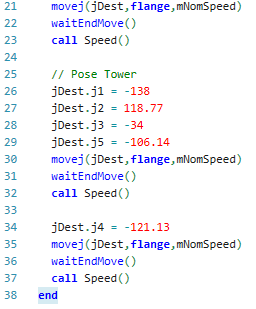 21 movej(jDest,flange,mNomSpeed)
22 waitEndMove()
23 call Speed()
24
25 // Pose Tower
26 jDest.j1 = -138
27 jDest.j2 = 118.77
28 jDest.j3 = -34
29 jDest.j5 = -106.14
30 movej(jDest,flange,mNomSpeed)
31 waitEndMove()
32 call Speed()
33
34 jDest.j4 = -121.13
35 movej(jDest,flange,mNomSpeed)
36 waitEndMove()
37 call Speed()
38 end